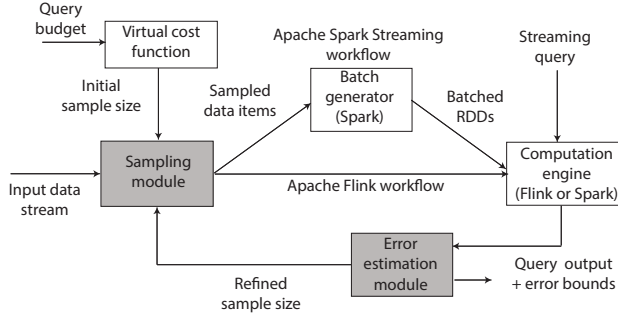 Query
budget
Virtual cost
function
Apache Spark Streaming
workflow
Streaming
query
Initial
sample size
Sampled
data items
Batch
generator
(Spark)
Batched
RDDs
Sampling
module
Input data
stream
Apache Flink workflow
Computation
engine
(Flink or Spark)
Error
estimation
module
Refined
sample size
Query output
+ error bounds